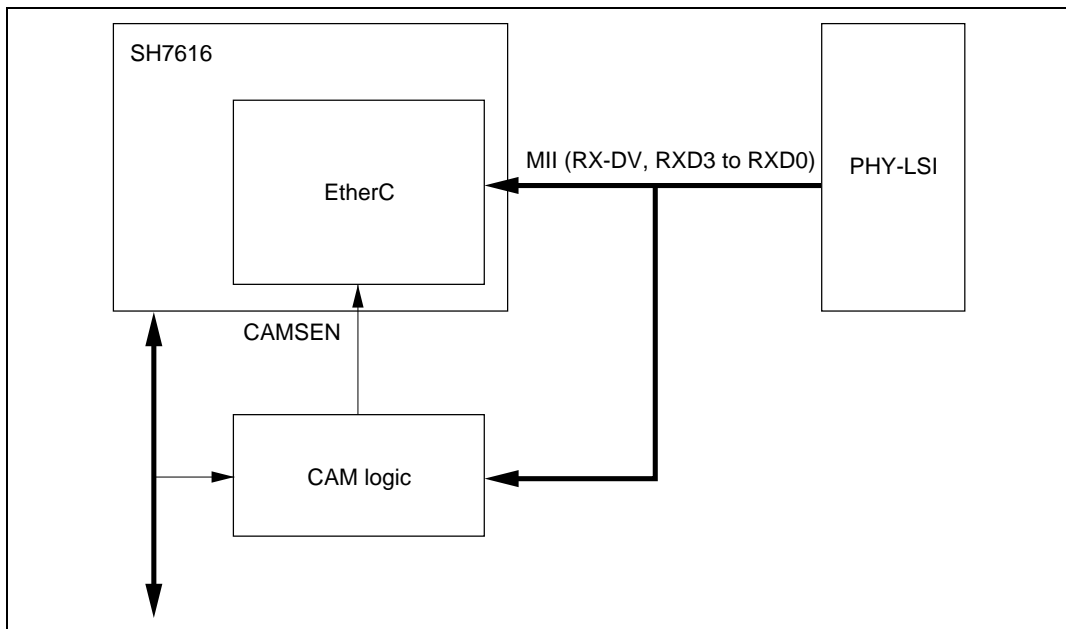 SH7616
MII (RX-DV, RXD3 to RXD0)
PHY-LSI
EtherC
CAMSEN
CAM logic